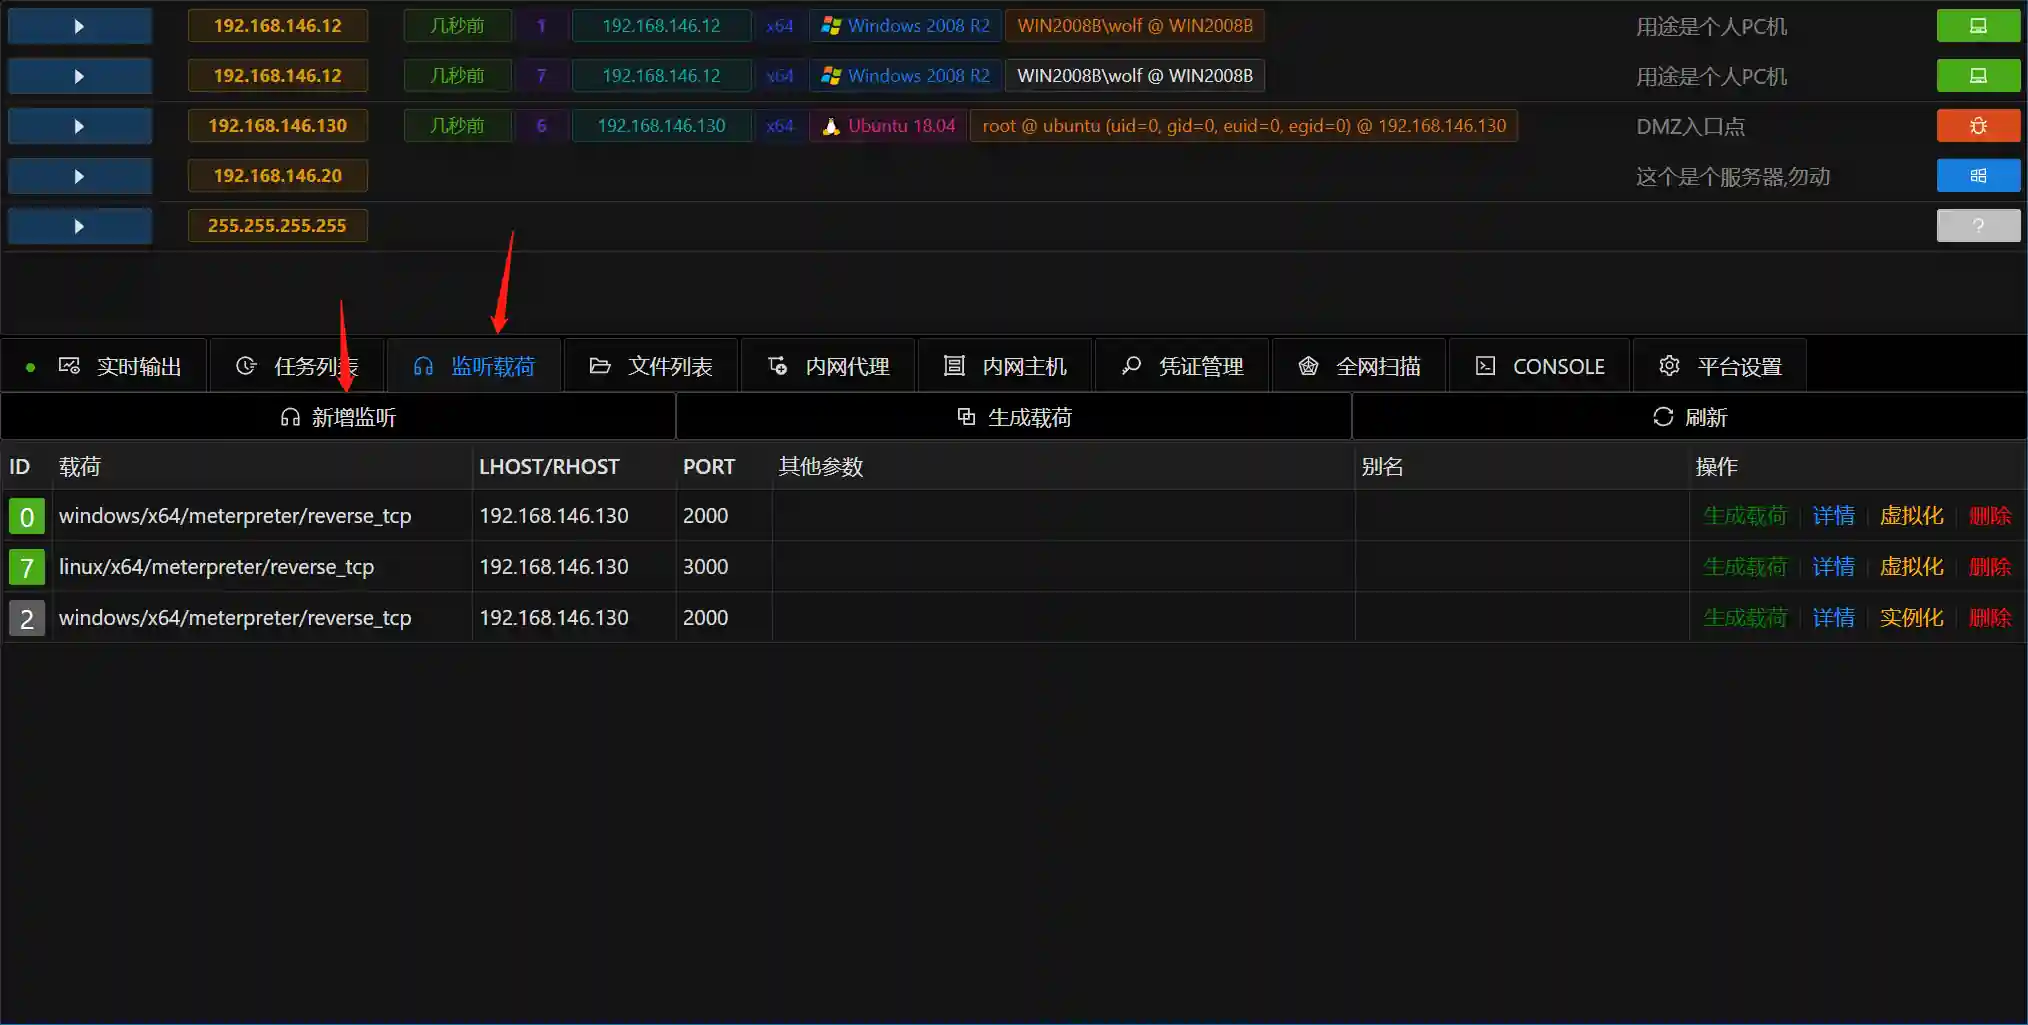 192.168.146.12 几秒前 1 192.168.146.12 x64 Windows 2008 R2 WIN2008B\wolf @ WIN2008B 用途是个人PC机
192.168.146.12 几秒前 7 192.168.146.12 x64 Windows 2008 R2 WIN2008B\wolf @ WIN2008B 用途是个人PC机
192.168.146.130 几秒前 6 192.168.146.130 x64 Ubuntu 18.04 root @ ubuntu (uid=0, gid=0, euid=0, egid=0) @ 192.168.146.130 DMZ入口点
192.168.146.20 这个是个服务器,勿动
255.255.255.255 ?
实时输出 任务列表 监听载荷 文件列表 内网代理 内网主机 凭证管理 全网扫描 CONSOLE 平台设置
新增监听 生成载荷 刷新
ID 载荷 LHOST/RHOST PORT 其他参数 别名 操作
0 windows/x64/meterpreter/reverse_tcp 192.168.146.130 2000 生成载荷 详情 虚拟化 删除
7 linux/x64/meterpreter/reverse_tcp 192.168.146.130 3000 生成载荷 详情 虚拟化 删除
2 windows/x64/meterpreter/reverse_tcp 192.168.146.130 2000 生成载荷 详情 实例化 删除